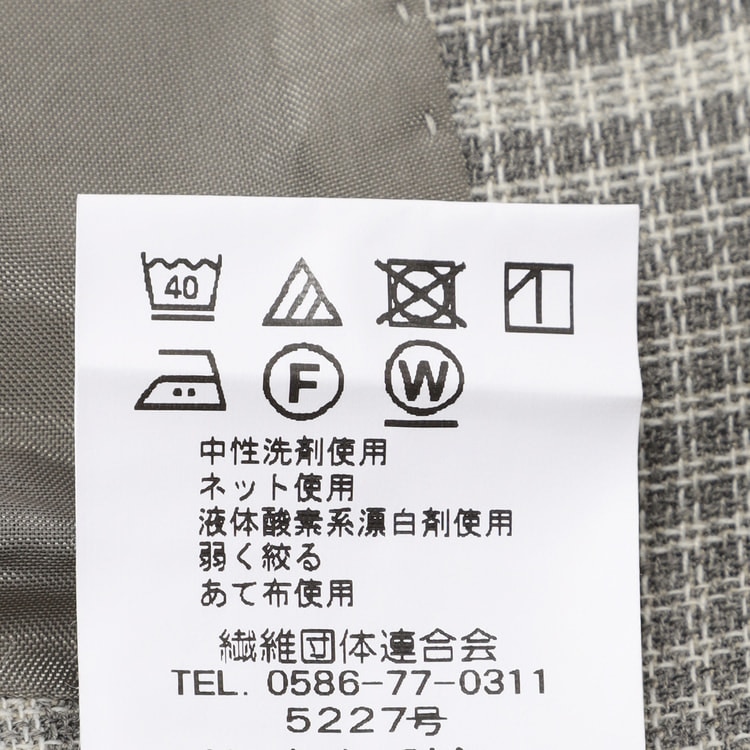 40
F W
中性洗剤使用
ネット使用
液体酸素系漂白剤使用
弱く絞る
あて布使用
繊維団体連合会
TEL. 0586-77-0311
5227号